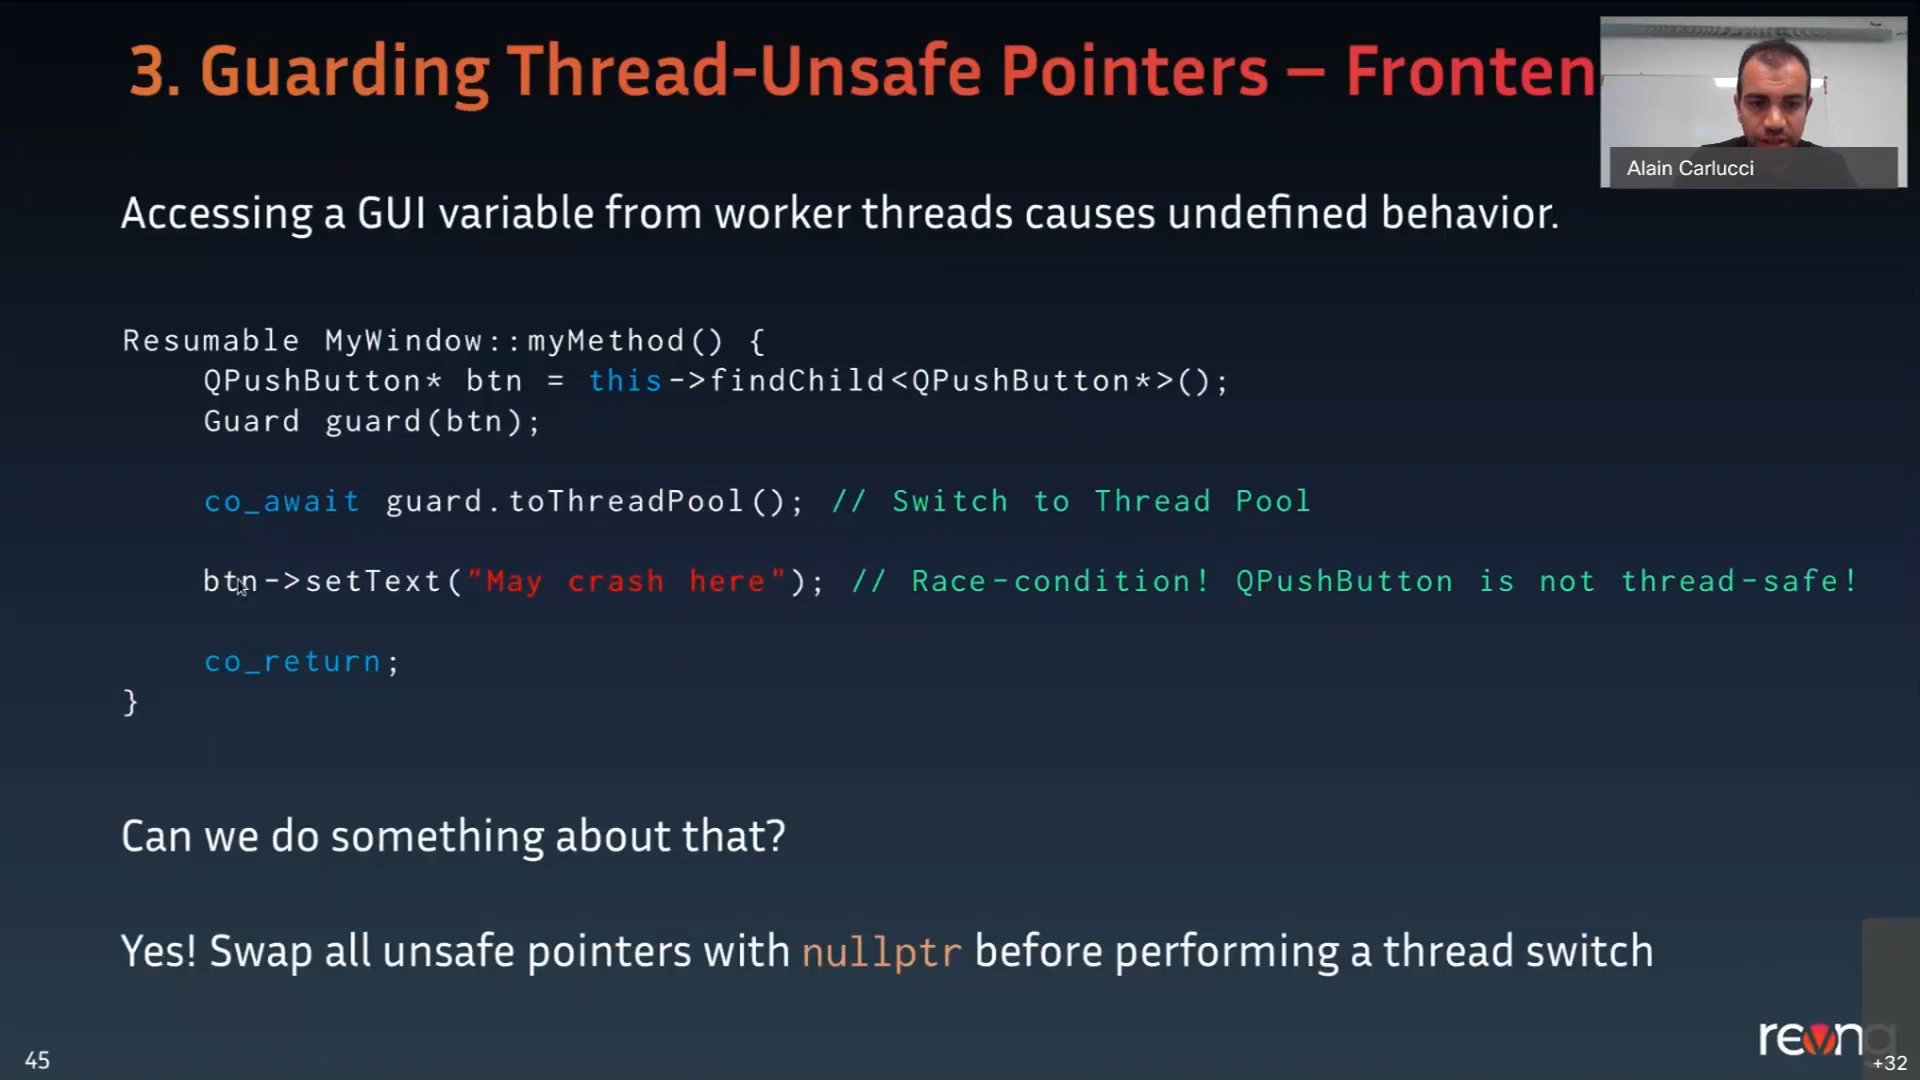 3. Guarding Thread-Unsafe Pointers – Fronten
Alain Carlucci
Accessing a GUI variable from worker threads causes undefined behavior.
Resumable MyWindow::myMethod() {
QPushButton* btn = this->findChild<QPushButton*>();
Guard guard(btn);
co_await guard.toThreadPool(); // Switch to Thread Pool
btn->setText("May crash here"); // Race-condition! QPushButton is not thread-safe!
co_return;
}
Can we do something about that?
Yes! Swap all unsafe pointers with nullptr before performing a thread switch
revng
45
+32